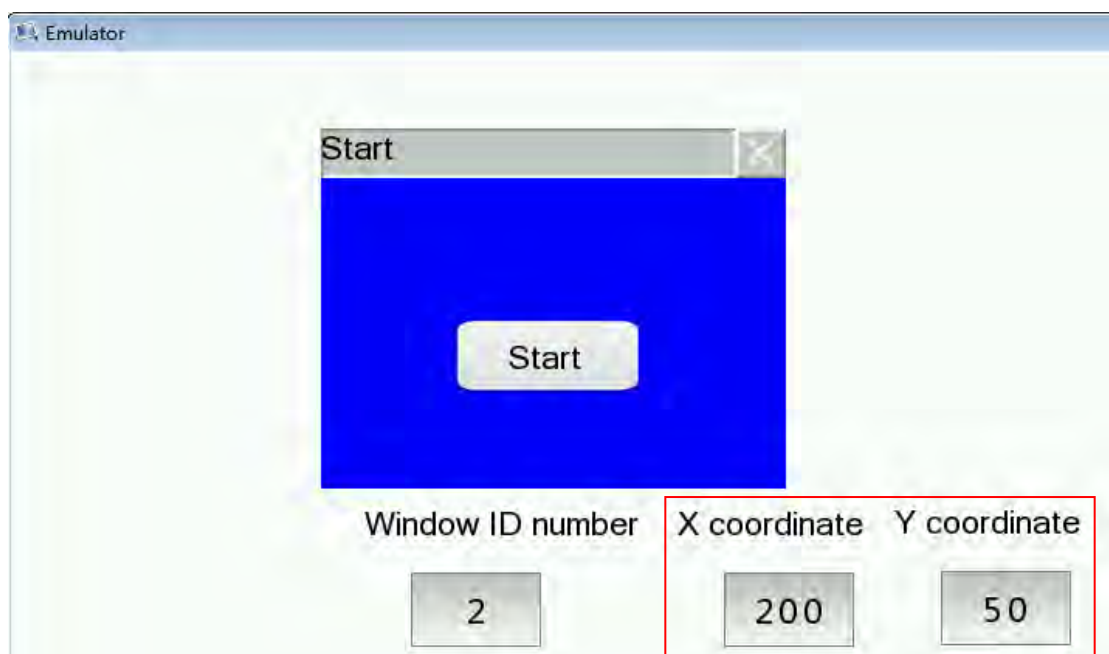 Emulator
Start
Start
Window ID number X coordinate Y coordinate
2 200 50